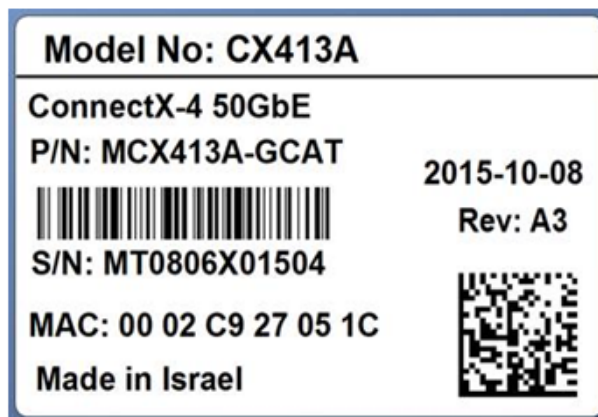 Model No: CX413A
ConnectX-4 50GbE
P/N: MCX413A-GCAT
2015-10-08
Rev: A3
S/N: MT0806X01504
MAC: 00 02 C9 27 05 1C
Made in Israel